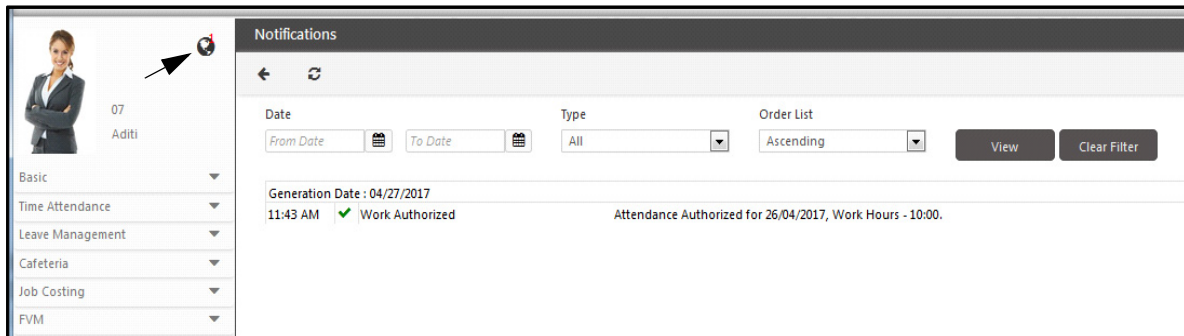 1
07
Aditi
Basic
Time Attendance
Leave Management
Cafeteria
Job Costing
FVM
Notifications
Date Type Order List
From Date To Date All Ascending View Clear Filter
Generation Date : 04/27/2017
11:43 AM Work Authorized Attendance Authorized for 26/04/2017, Work Hours - 10:00.